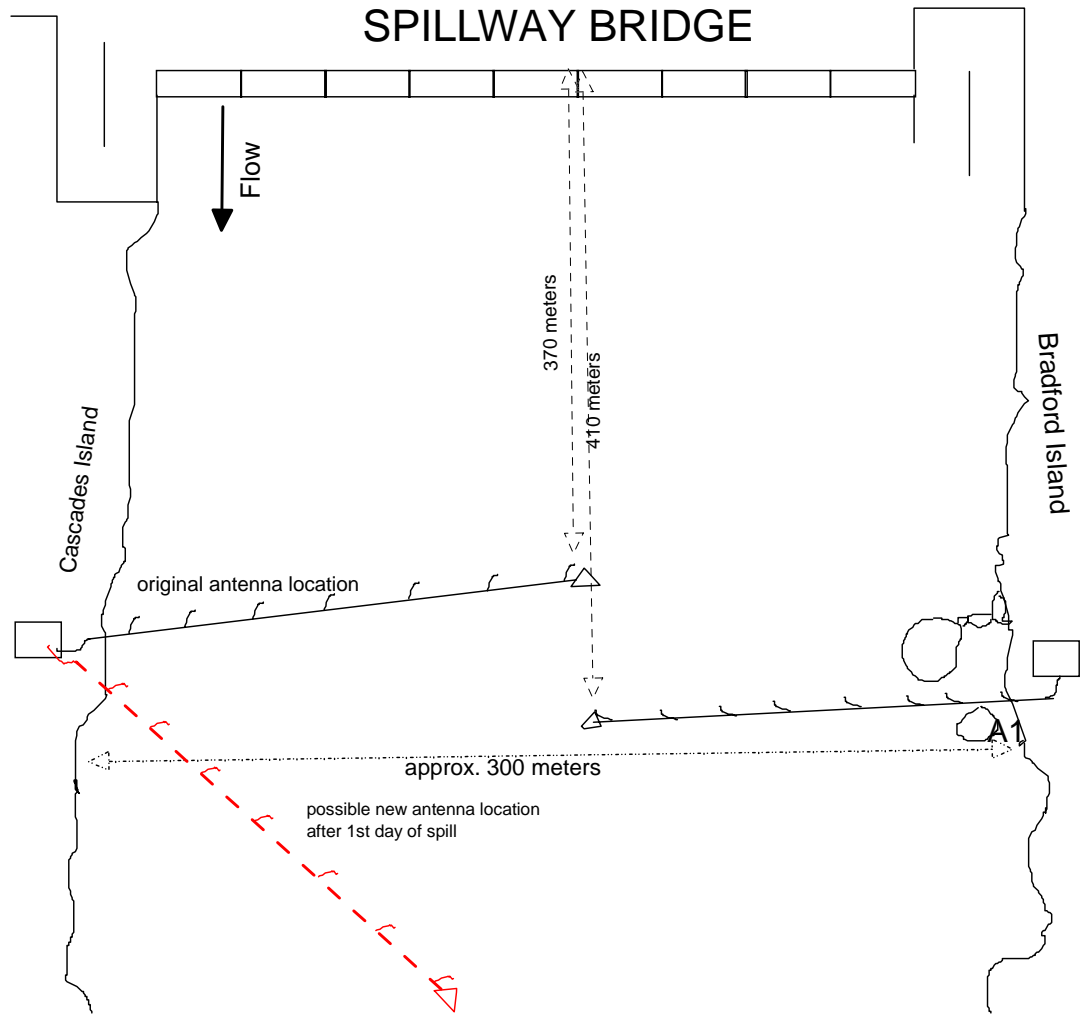 SPILLWAY BRIDGE
Flow
370 meters
410 meters
Bradford Island
Cascades Island
original antenna location
A1
approx. 300 meters
possible new antenna location
after 1st day of spill